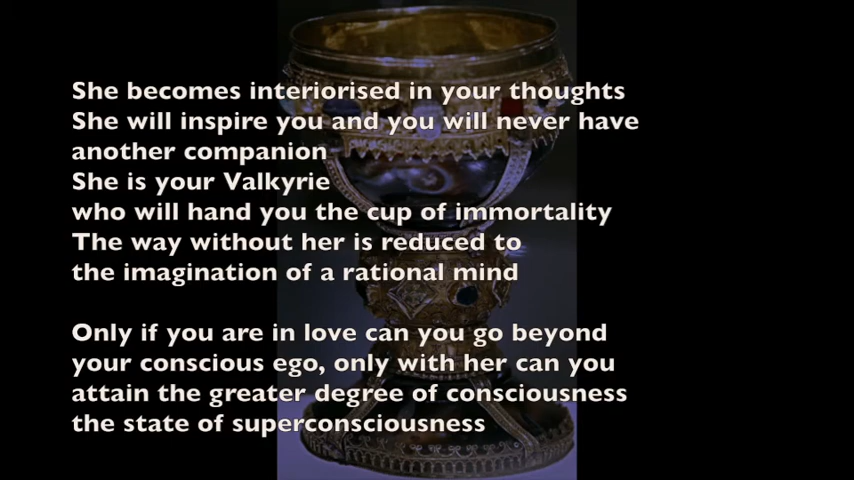 She becomes interiorised in your thoughts
She will inspire you and you will never have
another companion
She is your Valkyrie
who will hand you the cup of immortality
The way without her is reduced to
the imagination of a rational mind
Only if you are in love can you go beyond
your conscious ego, only with her can you
attain the greater degree of consciousness
the state of superconsciousness